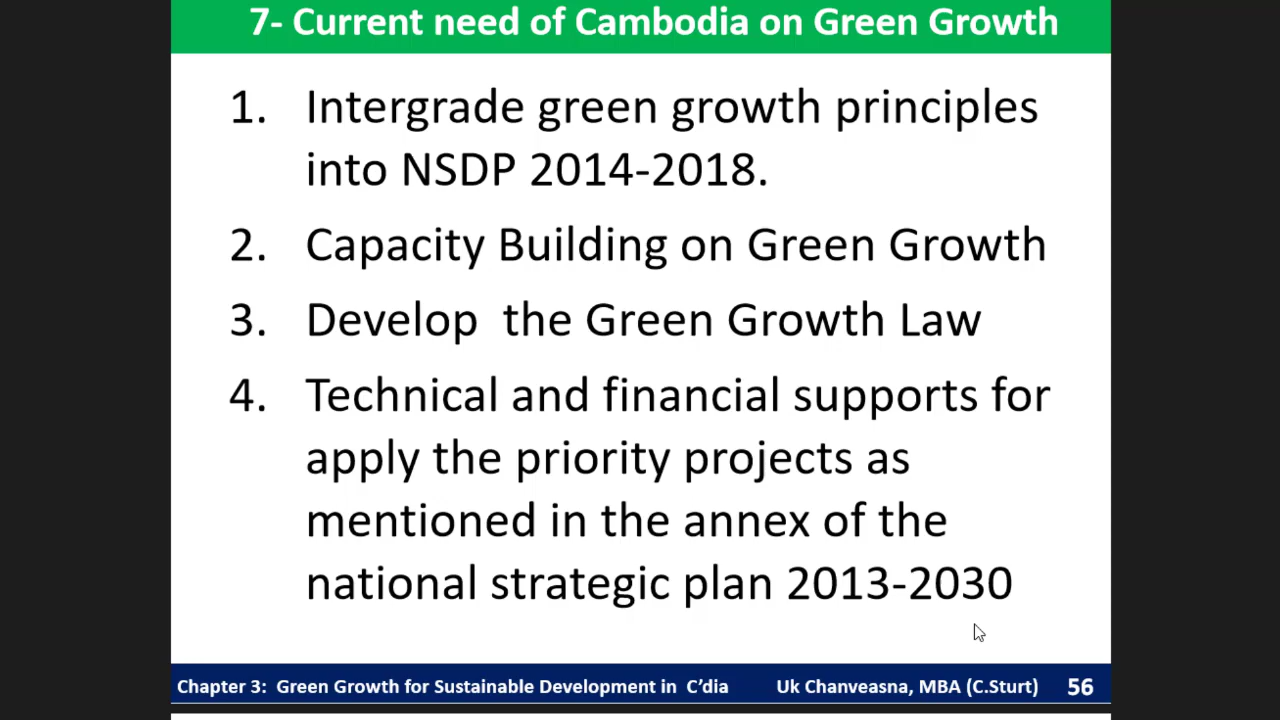 7- Current need of Cambodia on Green Growth
1. Intergrade green growth principles
into NSDP 2014-2018.
2. Capacity Building on Green Growth
3. Develop  the Green Growth Law
4. Technical and financial supports for
apply the priority projects as
mentioned in the annex of the
national strategic plan 2013-2030
Chapter 3:  Green Growth for Sustainable Development in  C'dia Uk Chanveasna, MBA (C.Sturt) 56